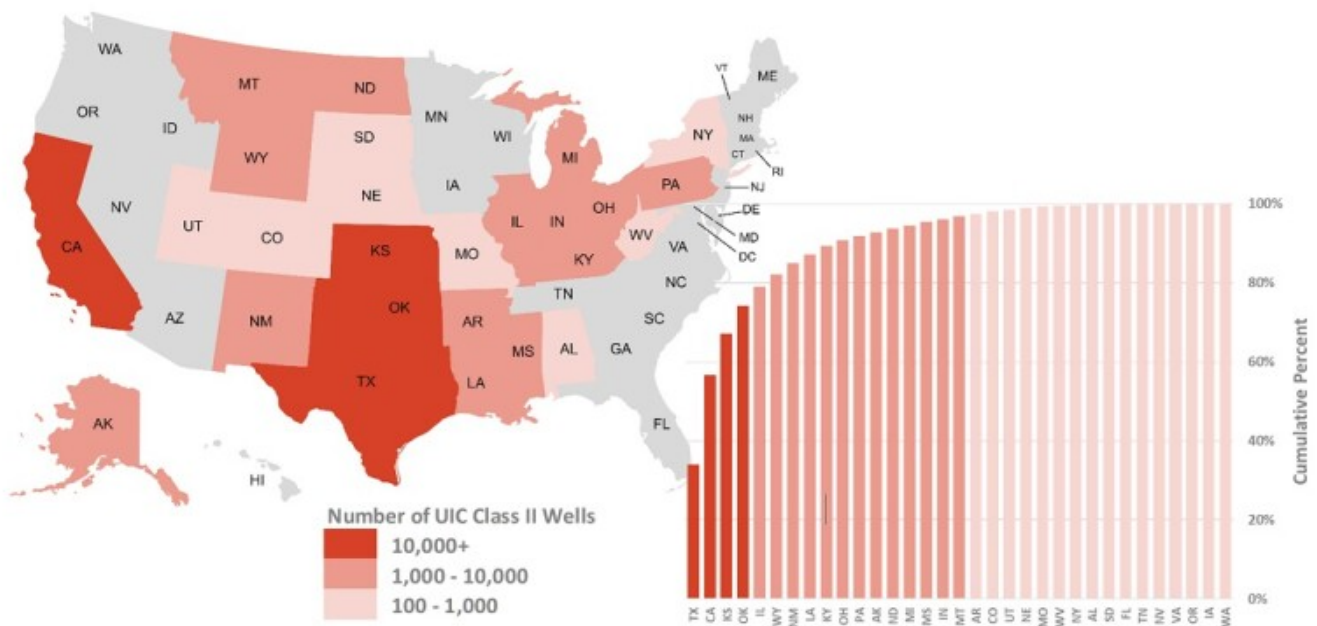 WA
OR
ID
MT
ND
MN
WI
SD
WY
NE
IA
NV
UT
CO
CA
AZ
NM
KS
OK
TX
MO
AR
LA
MS
AL
TN
IL
IN
OH
KY
MI
PA
NY
WV
VA
NC
SC
GA
FL
VT
ME
NH
MA
CT
RI
NJ
DE
MD
DC
AK
HI
Number of UIC Class II Wells
10,000+
1,000 - 10,000
100 - 1,000
100%
80%
60%
40%
20%
0%
Cumulative Percent
TX CA KS OK IL WY NM LA KY OH PA AK ND MI MS IN MT AR CO UT NE MO WV NY AL SD FL TN NV VA OR IA WA